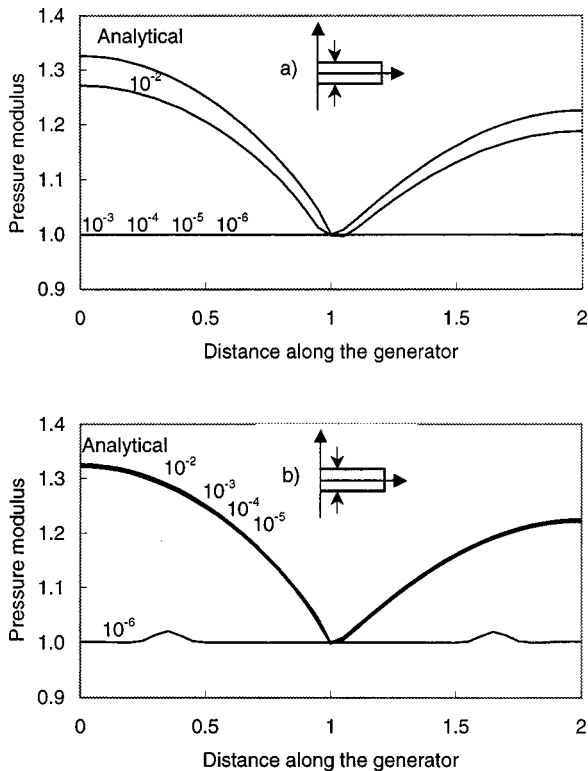 1.4
Analytical
10⁻²
a)
1.3
1.2
1.1
10⁻³ 10⁻⁴ 10⁻⁵ 10⁻⁶
1.0
0.9
Pressure modulus
0 0.5 1 1.5 2
Distance along the generator
1.4
Analytical
10⁻²
b)
1.3
10⁻³
10⁻⁴
10⁻⁵
1.2
1.1
10⁻⁶
1.0
0.9
Pressure modulus
0 0.5 1 1.5 2
Distance along the generator